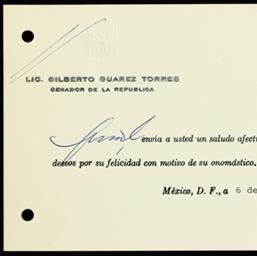 LIC. GILBERTO SUAREZ TORRES
SENADOR DE LA REPUBLICA
envía a usted un saludo afect
deseos por su felicidad con motivo de su onomástico.
México, D. F., a 6 de